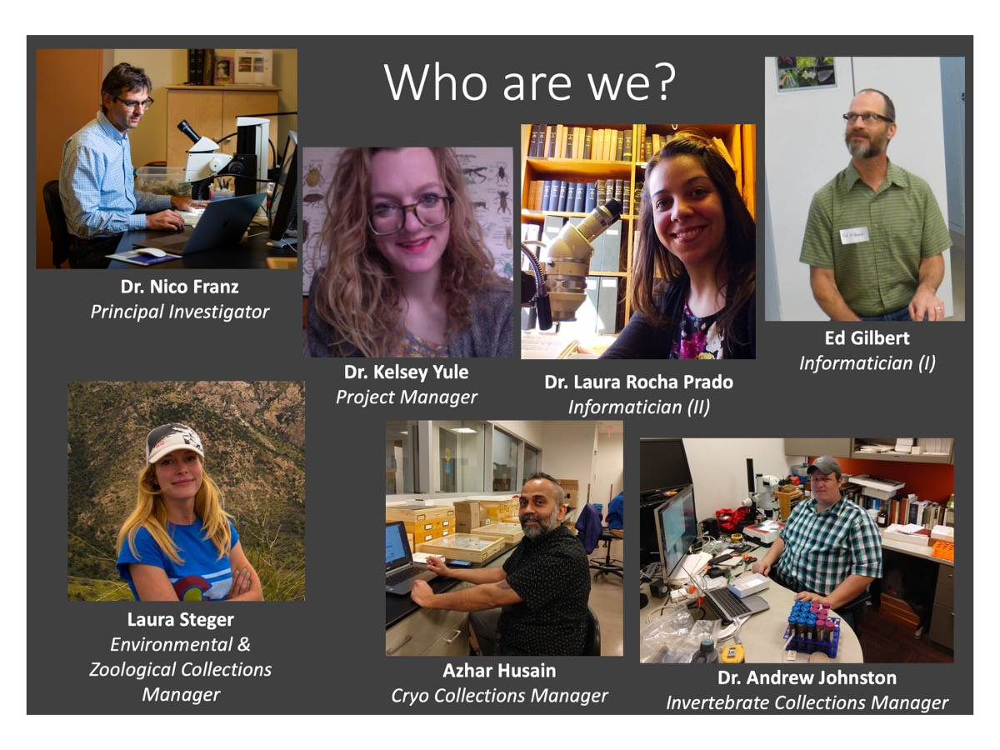 Who are we?
Dr. Nico Franz
Principal Investigator
Dr. Kelsey Yule
Project Manager
Dr. Laura Rocha Prado
Informatician (II)
Ed Gilbert
Informatician (I)
Laura Steger
Environmental &
Zoological Collections
Manager
Azhar Husain
Cryo Collections Manager
Dr. Andrew Johnston
Invertebrate Collections Manager